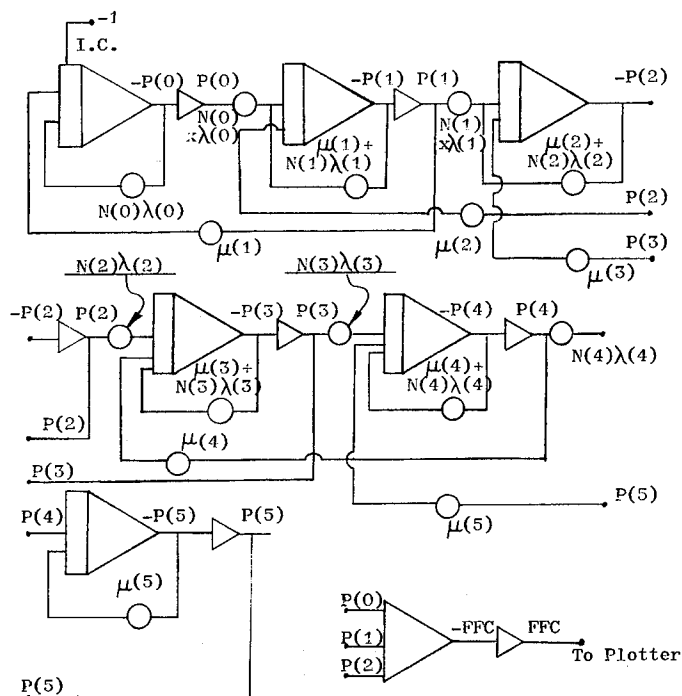 -1
I.C.
-P(0) P(0) -P(1) P(1) -P(2)
N(0) xλ(0)
μ(1)+ N(1)λ(1)
N(1) xλ(1)
μ(2)+ N(2)λ(2)
N(0)λ(0)
P(2)
μ(1)
μ(2)
P(3)
μ(3)
N(2)λ(2) N(3)λ(3)
-P(2) P(2) -P(3) P(3) -P(4) P(4)
μ(3)+ N(3)λ(3)
μ(4)+ N(4)λ(4)
N(4)λ(4)
P(2)
μ(4)
P(3)
P(4) -P(5) P(5)
P(5)
μ(5)
μ(5)
P(0)
P(1)
P(2)
-FFC FFC
To Plotter
P(5)